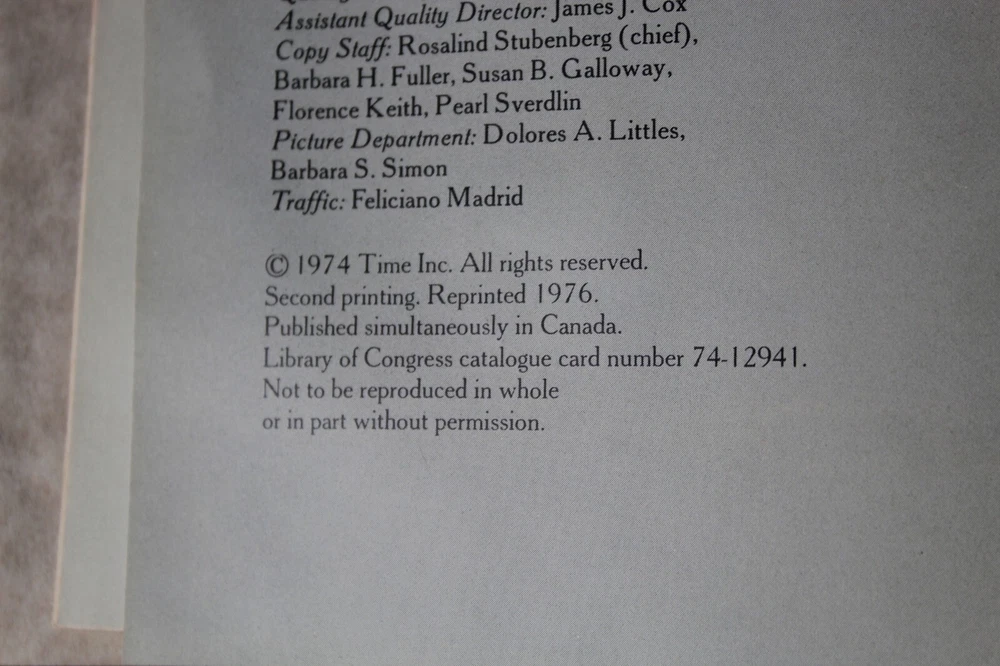 Assistant Quality Director: James J. Cox
Copy Staff: Rosalind Stubenberg (chief),
Barbara H. Fuller, Susan B. Galloway,
Florence Keith, Pearl Sverdlin
Picture Department: Dolores A. Littles,
Barbara S. Simon
Traffic: Feliciano Madrid
© 1974 Time Inc. All rights reserved.
Second printing. Reprinted 1976.
Published simultaneously in Canada.
Library of Congress catalogue card number 74-12941.
Not to be reproduced in whole
or in part without permission.